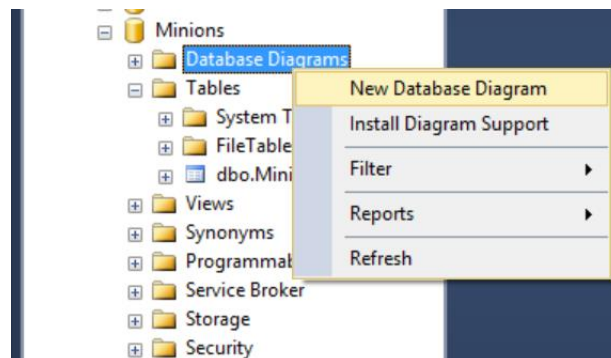 Minions
Database Diagrams
Tables
System T
FileTable
dbo.Mini
Views
Synonyms
Programmab
Service Broker
Storage
Security
New Database Diagram
Install Diagram Support
Filter
Reports
Refresh